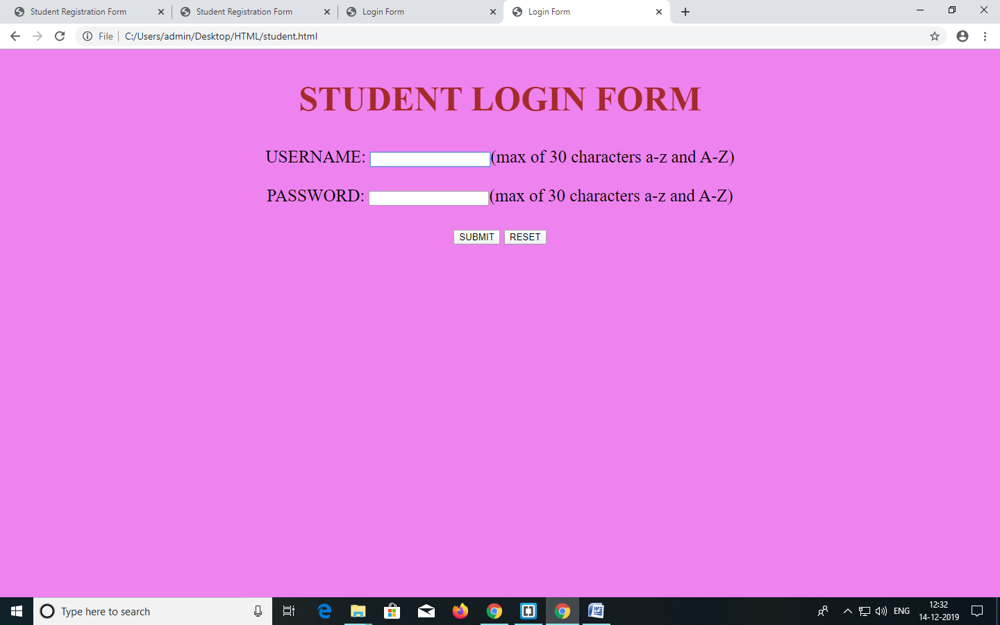 Student Registration Form
Student Registration Form
Login Form
Login Form
File
C:/Users/admin/Desktop/HTML/student.html
STUDENT LOGIN FORM
USERNAME: (max of 30 characters a-z and A-Z)
PASSWORD: (max of 30 characters a-z and A-Z)
SUBMIT RESET
Type here to search
ENG
12:32
14-12-2019